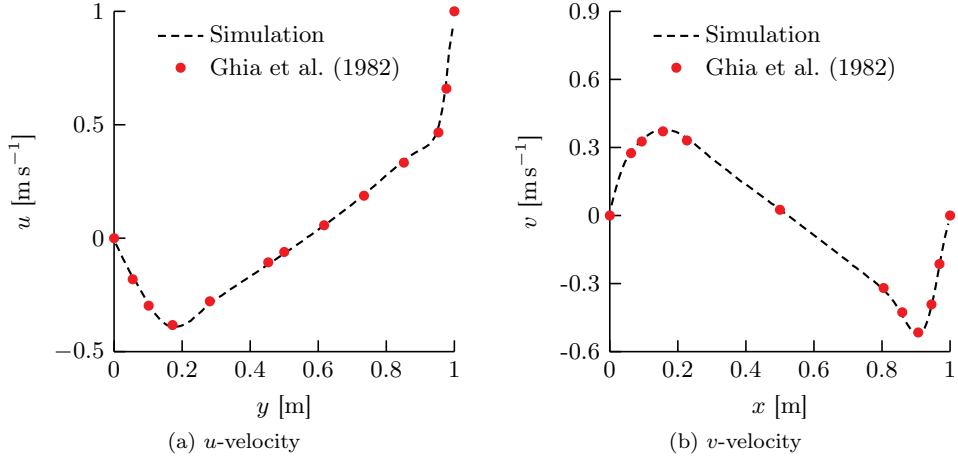 1
0.5
0
−0.5
u [m s⁻¹]
0
0.2
0.4
0.6
0.8
1
y [m]
Simulation
Ghia et al. (1982)
(a) u-velocity
0.9
0.6
0.3
0
-0.3
-0.6
v [m s⁻¹]
0
0.2
0.4
0.6
0.8
1
x [m]
Simulation
Ghia et al. (1982)
(b) v-velocity